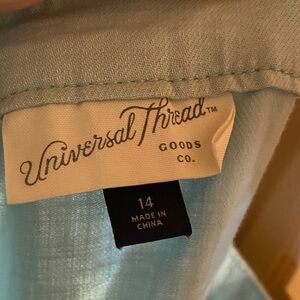 Universal Thread™
GOODS
CO.
14
MADE IN
CHINA